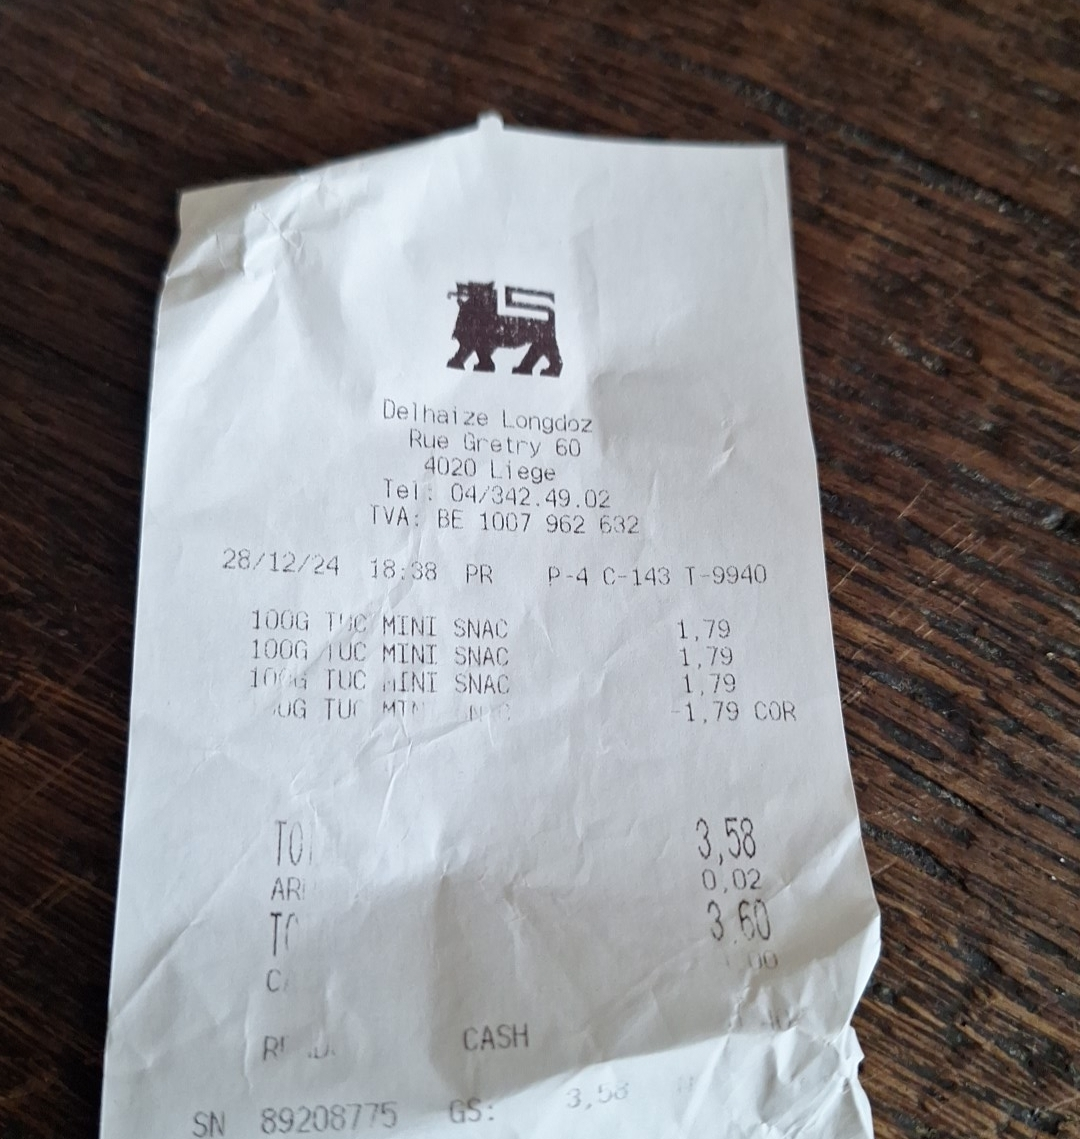 Delhaize Longdoz
Rue Gretry 60
4020 Liege
Tel: 04/342.49.02
TVA: BE 1007 962 632
28/12/24 18:38 PR P-4 C-143 T-9940
100G TUC MINI SNAC 1,79
100G TUC MINI SNAC 1,79
100G TUC MINI SNAC 1,79
TUC -1,79 COR
3,58
0,02
3,60
CASH
SN 89208775 GS: 3,58